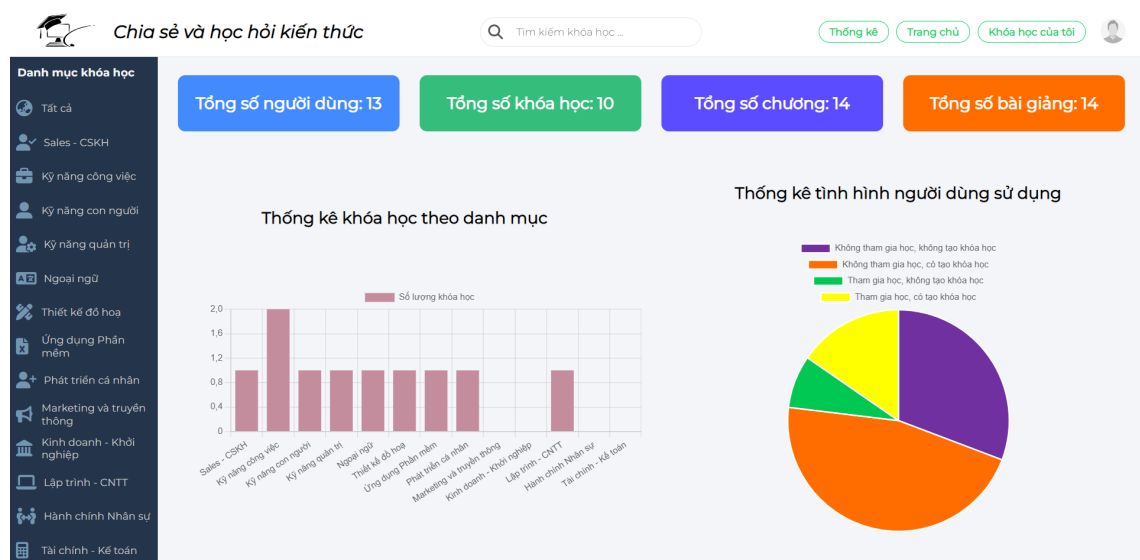 Chia sẻ và học hỏi kiến thức
Tìm kiếm khóa học ...
Thống kê
Trang chủ
Khóa học của tôi
Danh mục khóa học
Tất cả
Sales - CSKH
Kỹ năng công việc
Kỹ năng con người
Kỹ năng quản trị
Ngoại ngữ
Thiết kế đồ hoạ
Ứng dụng Phần
mềm
Phát triển cá nhân
Marketing và truyền
thông
Kinh doanh - Khởi
nghiệp
Lập trình - CNTT
Hành chính Nhân sự
Tài chính - Kế toán
Tổng số người dùng: 13
Tổng số khóa học: 10
Tổng số chương: 14
Tổng số bài giảng: 14
Thống kê khóa học theo danh mục
Số lượng khóa học
2,0
1,6
1,2
0,8
0,4
0
Sales - CSKH
Kỹ năng công việc
Kỹ năng con người
Kỹ năng quản trị
Ngoại ngữ
Thiết kế đồ hoạ
Ứng dụng Phần mềm
Phát triển cá nhân
Marketing và truyền thông
Kinh doanh - Khởi nghiệp
Lập trình - CNTT
Hành chính Nhân sự
Tài chính - Kế toán
Thống kê tình hình người dùng sử dụng
Không tham gia học, không tạo khóa học
Không tham gia học, có tạo khóa học
Tham gia học, không tạo khóa học
Tham gia học, có tạo khóa học